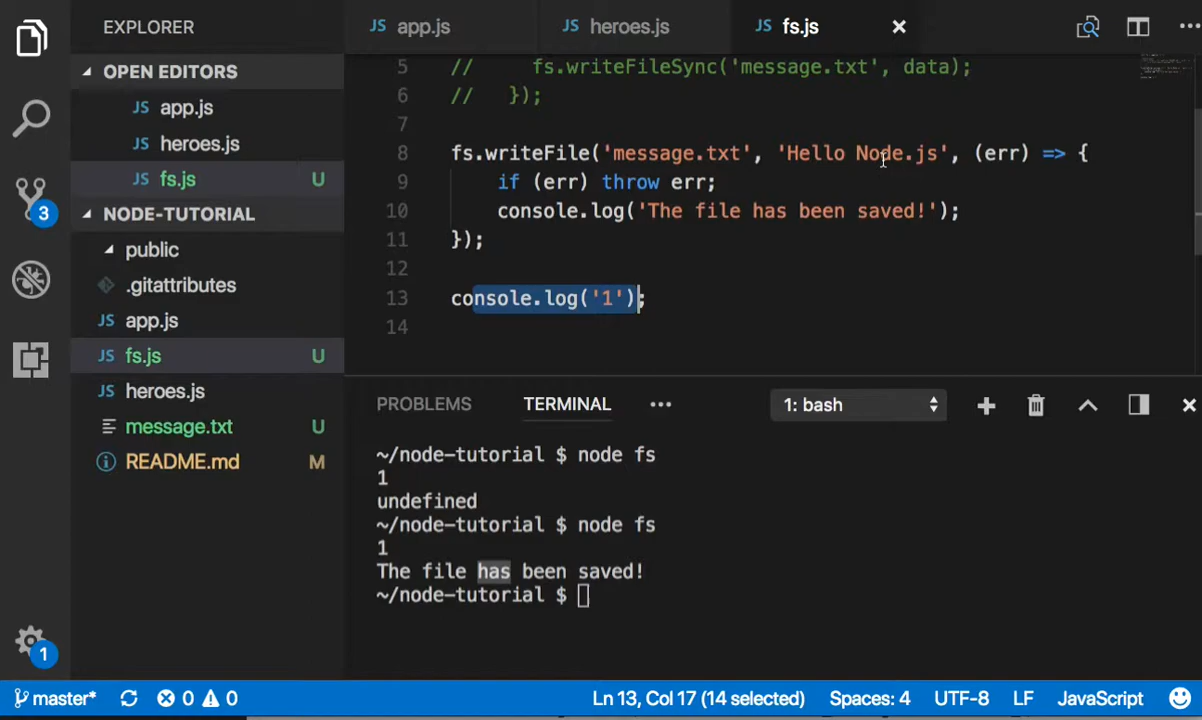 EXPLORER
OPEN EDITORS
JS app.js
JS heroes.js
JS fs.js U
NODE-TUTORIAL
public
.gitattributes
JS app.js
JS fs.js U
JS heroes.js
message.txt U
README.md M
3
1
JS app.js JS heroes.js JS fs.js
5 // fs.writeFileSync('message.txt', data);
6 // });
7
8 fs.writeFile('message.txt', 'Hello Node.js', (err) => {
9 if (err) throw err;
10 console.log('The file has been saved!');
11 });
12
13 console.log('1');
14
PROBLEMS TERMINAL ••• 1: bash
~/node-tutorial $ node fs
1
undefined
~/node-tutorial $ node fs
1
The file has been saved!
~/node-tutorial $
master* 0 0 Ln 13, Col 17 (14 selected) Spaces: 4 UTF-8 LF JavaScript